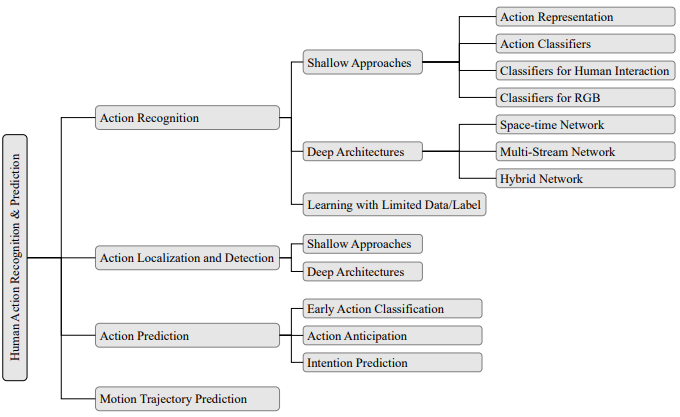 Human Action Recognition & Prediction
Action Recognition
Shallow Approaches
Action Representation
Action Classifiers
Classifiers for Human Interaction
Classifiers for RGB
Deep Architectures
Space-time Network
Multi-Stream Network
Hybrid Network
Learning with Limited Data/Label
Action Localization and Detection
Shallow Approaches
Deep Architectures
Action Prediction
Early Action Classification
Action Anticipation
Intention Prediction
Motion Trajectory Prediction